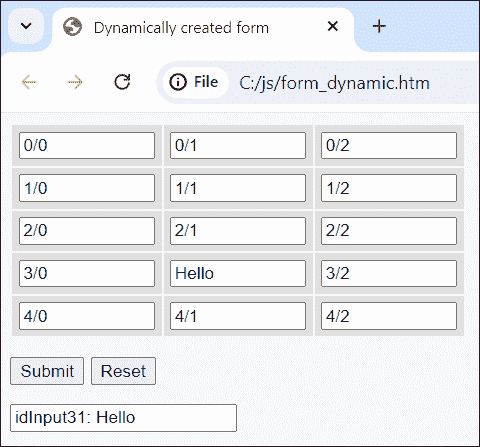 Dynamically created form
File C:/js/form_dynamic.htm
0/0 0/1 0/2
1/0 1/1 1/2
2/0 2/1 2/2
3/0 Hello 3/2
4/0 4/1 4/2
Submit Reset
idInput31: Hello